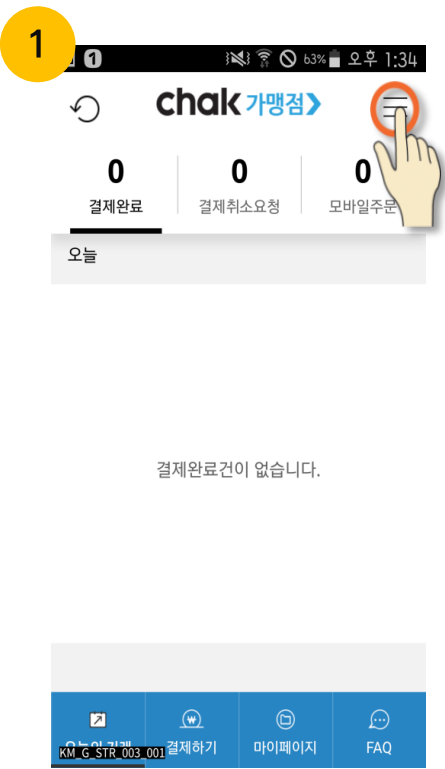 1
1 63% 오후 1:34
chak 가맹점
0 0 0
결제완료 결제취소요청 모바일주문
오늘
결제완료건이 없습니다.
결제하기 마이페이지 FAQ
KM_G_STR_003_001